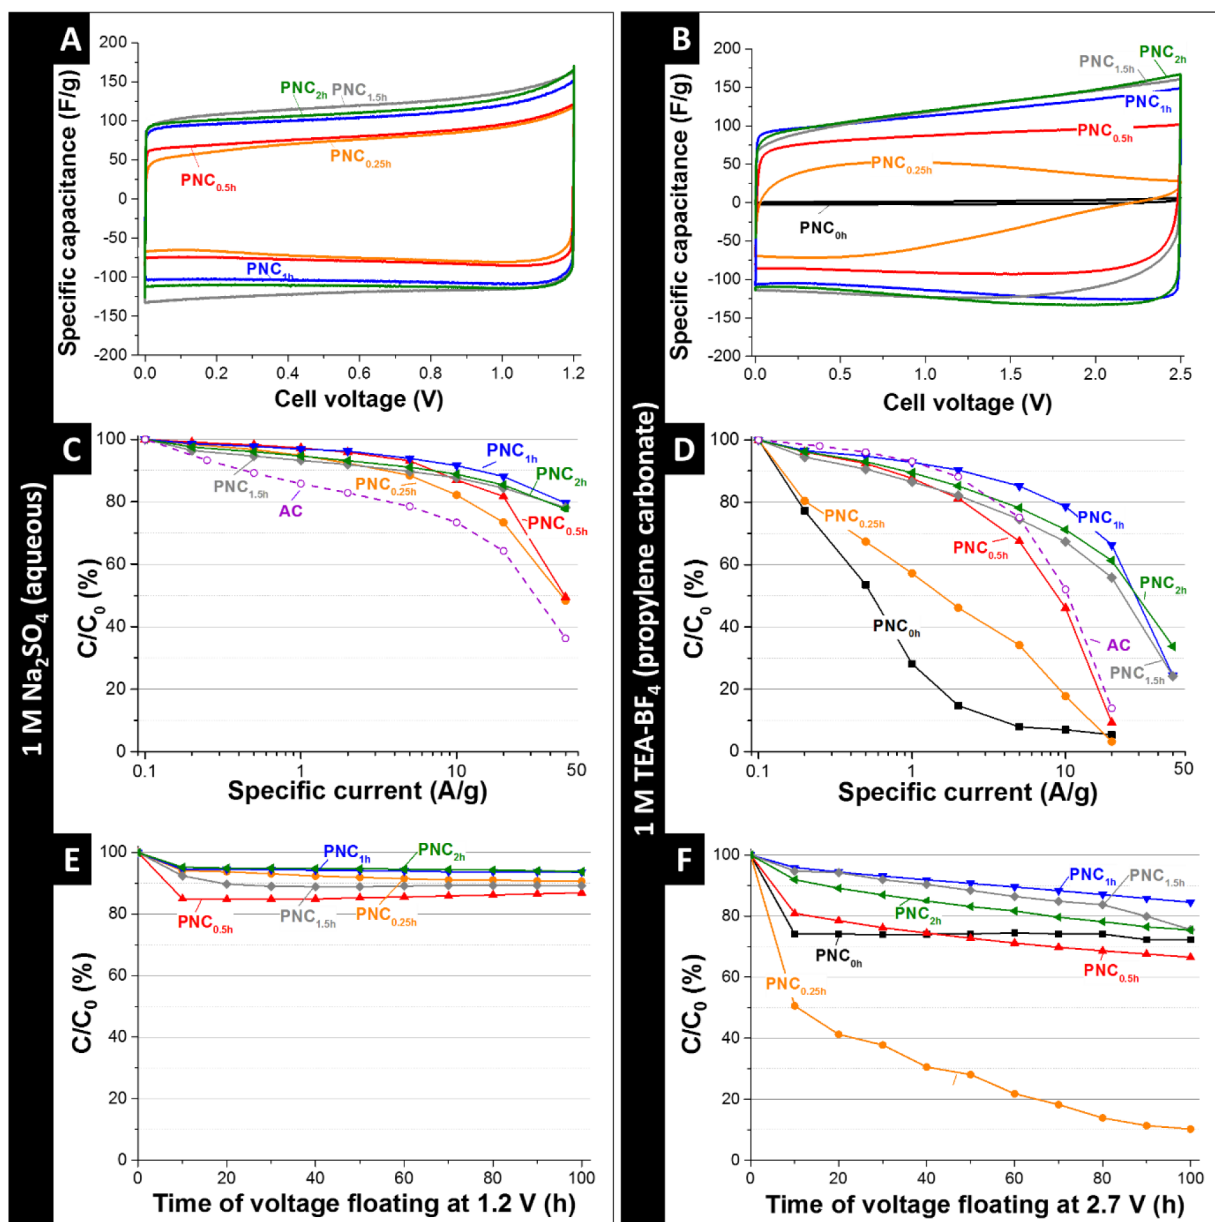 1 M Na₂SO₄ (aqueous)
A
Specific capacitance (F/g)
200
150
100
50
0
-50
-100
-150
-200
PNC₂ₕ
PNC₁.₅ₕ
PNC₀.₂₅ₕ
PNC₀.₅ₕ
PNC₁ₕ
0.0 0.2 0.4 0.6 0.8 1.0 1.2
Cell voltage (V)
1 M TEA-BF₄ (propylene carbonate)
B
Specific capacitance (F/g)
200
150
100
50
0
-50
-100
-150
-200
PNC₂ₕ
PNC₁.₅ₕ
PNC₁ₕ
PNC₀.₅ₕ
PNC₀.₂₅ₕ
PNC₀ₕ
0.0 0.5 1.0 1.5 2.0 2.5
Cell voltage (V)
C
C/C₀ (%)
100
80
60
40
20
0
PNC₁ₕ
PNC₂ₕ
PNC₁.₅ₕ
PNC₀.₂₅ₕ
AC
PNC₀.₅ₕ
0.1 1 10 50
Specific current (A/g)
D
C/C₀ (%)
100
80
60
40
20
0
PNC₀.₂₅ₕ
PNC₁ₕ
PNC₀.₅ₕ
PNC₂ₕ
PNC₀ₕ
AC
PNC₁.₅ₕ
0.1 1 10 50
Specific current (A/g)
E
C/C₀ (%)
100
80
60
40
20
0
PNC₁ₕ
PNC₂ₕ
PNC₀.₅ₕ
PNC₁.₅ₕ
PNC₀.₂₅ₕ
0 20 40 60 80 100
Time of voltage floating at 1.2 V (h)
F
C/C₀ (%)
100
80
60
40
20
0
PNC₁ₕ
PNC₁.₅ₕ
PNC₂ₕ
PNC₀ₕ
PNC₀.₅ₕ
PNC₀.₂₅ₕ
0 20 40 60 80 100
Time of voltage floating at 2.7 V (h)